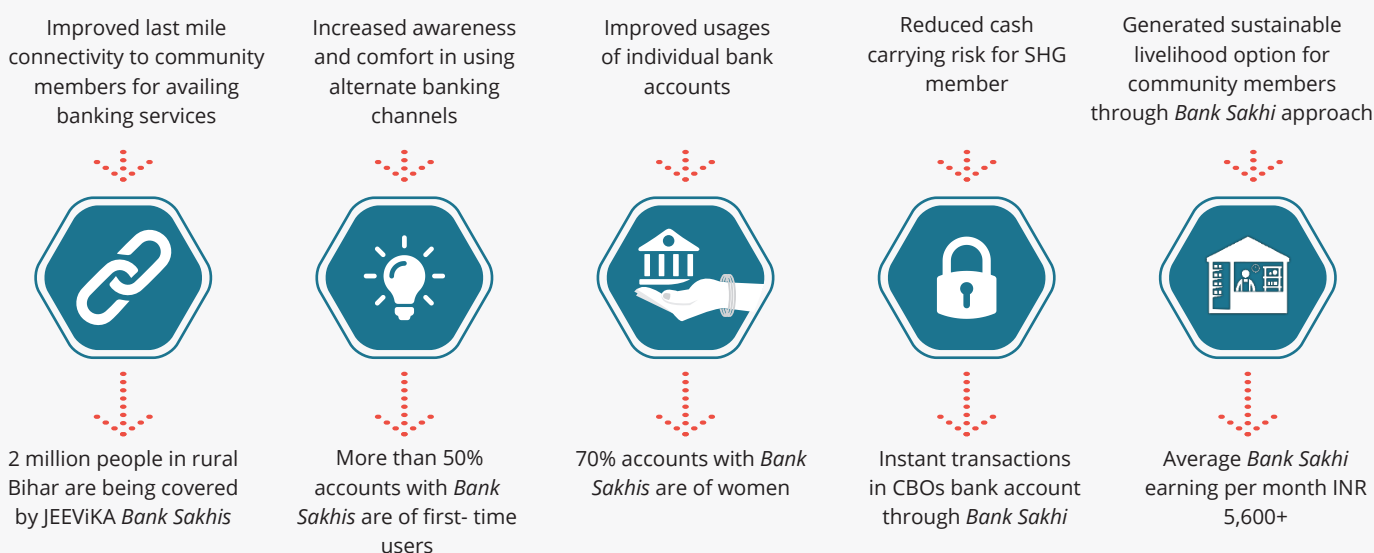 Improved last mile
connectivity to community
members for availing
banking services
Increased awareness
and comfort in using
alternate banking
channels
Improved usages
of individual bank
accounts
Reduced cash
carrying risk for SHG
member
Generated sustainable
livelihood option for
community members
through Bank Sakhi approach
2 million people in rural
Bihar are being covered
by JEEViKA Bank Sakhis
More than 50%
accounts with Bank
Sakhis are of first- time
users
70% accounts with Bank
Sakhis are of women
Instant transactions
in CBOs bank account
through Bank Sakhi
Average Bank Sakhi
earning per month INR
5,600+